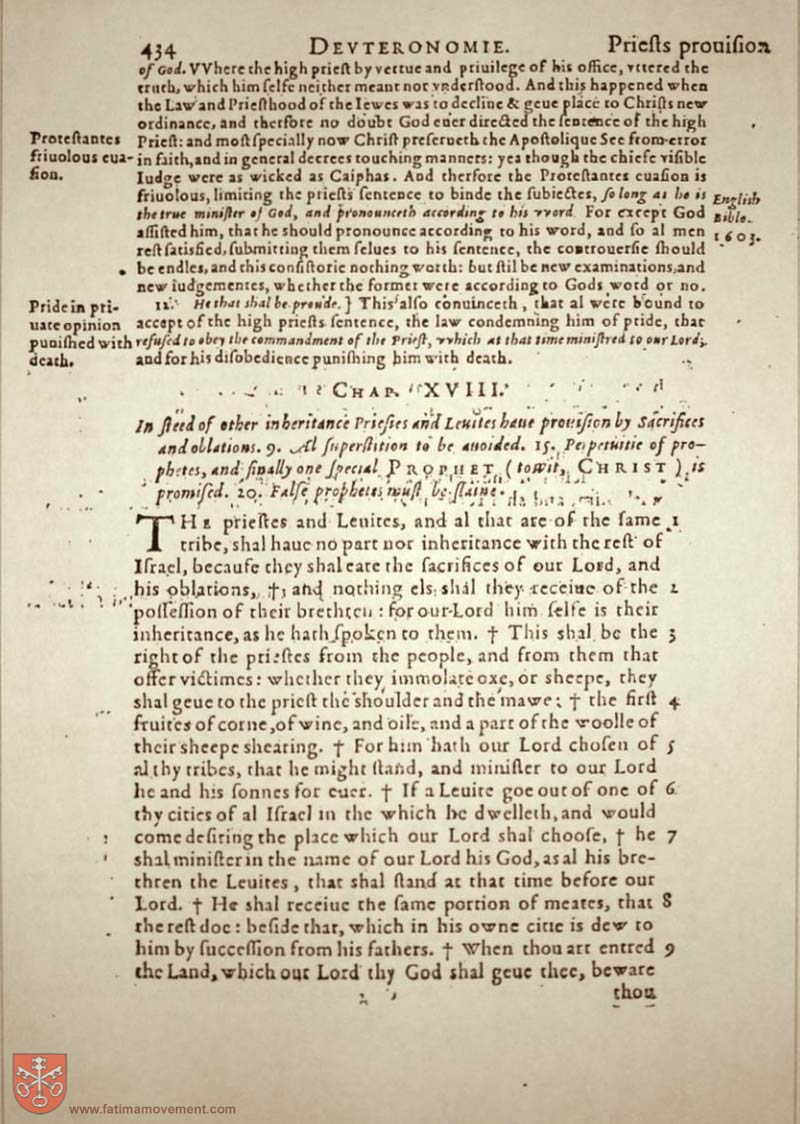 434 DEVTERONOMIE. Priеſts prouiſion
of God. VVhere the high prieſt by vertue and priuilege of his office, vttered the
truth, which him ſelfe neither meant nor vnderſtood. And this happened when
the Law and Prieſthood of the Iewes was to decline & geue place to Chriſts new
ordinance, and therfore no doubt God euer directed the ſentence of the high
Proteſtantes
friuolous eua-
ſion.
Prieſt: and moſt ſpecially now Chriſt preſerueth the Apoſtolique See from error
in faith, and in general decrees touching manners: yea though the chiefe viſible
Iudge were as wicked as Caiphas. And therfore the Proteſtantes euaſion is
friuolous, limiting the prieſts ſentence to binde the ſubiectes, ſo long as he is
the true miniſter of God, and pronounceth according to his vvord. For except God
aſſiſted him, that he should pronounce according to his word, and ſo al men
reſt ſatisfied, ſubmitting them ſelues to his ſentence, the controuerſie ſhould
be endles, and this conſiſtorie nothing worth: but ſtil be new examinations, and
new iudgementes, whether the former were according to Gods word or no.
Engliſh
Bible.
1603.
Pride in pri-
uate opinion
puniſhed with
death.
12. He that shal be proude. ] This alſo conuinceth, that al were bound to
accept of the high prieſts ſentence, the law condemning him of pride, that
refuſed to obey the commandment of the Prieſt, vvhich at that time miniſtred to our Lord;
and for his diſobedience puniſhing him with death.
CHAP. XVIII.
In ſteed of other inheritance Prieſtes and Leuites haue prouiſion by Sacrifices
and oblations. 9. Al ſuperſtition to be auoided. 15. Perpetuitie of pro-
phetes, and finally one ſpecial PROPHET (towit, CHRIST) is
promiſed. 20. Falſe prophetes muſt be ſlaine.
THE prieſtes and Leuites, and al that are of the ſame 1
tribe, shal haue no part nor inheritance with the reſt of
Iſrael, becauſe they shal eate the ſacrifices of our Lord, and
his oblations, † and nothing els shal they receiue of the 2
poſſeſſion of their brethren: for our Lord him ſelfe is their
inheritance, as he hath ſpoken to them. † This shal be the 3
right of the prieſtes from the people, and from them that
offer victimes: whether they immolate oxe, or sheepe, they
shal geue to the prieſt the shoulder and the mawe: † the firſt 4
fruites of corne, of wine, and oile, and a part of the woolle of
their sheepe shearing. † For him hath our Lord choſen of 5
al thy tribes, that he might ſtand, and miniſter to our Lord
he and his ſonnes for euer. † If a Leuite goe out of one of 6
thy cities of al Iſrael in the which he dwelleth, and would
come deſiring the place which our Lord shal chooſe, † he 7
shal miniſter in the name of our Lord his God, as al his bre-
thren the Leuites, that shal ſtand at that time before our
Lord. † He shal receiue the ſame portion of meates, that 8
the reſt doe: beſide that, which in his owne citie is dew to
him by ſucceſſion from his fathers. † When thou art entred 9
the Land, which our Lord thy God shal geue thee, beware
thou
www.fatimamovement.com